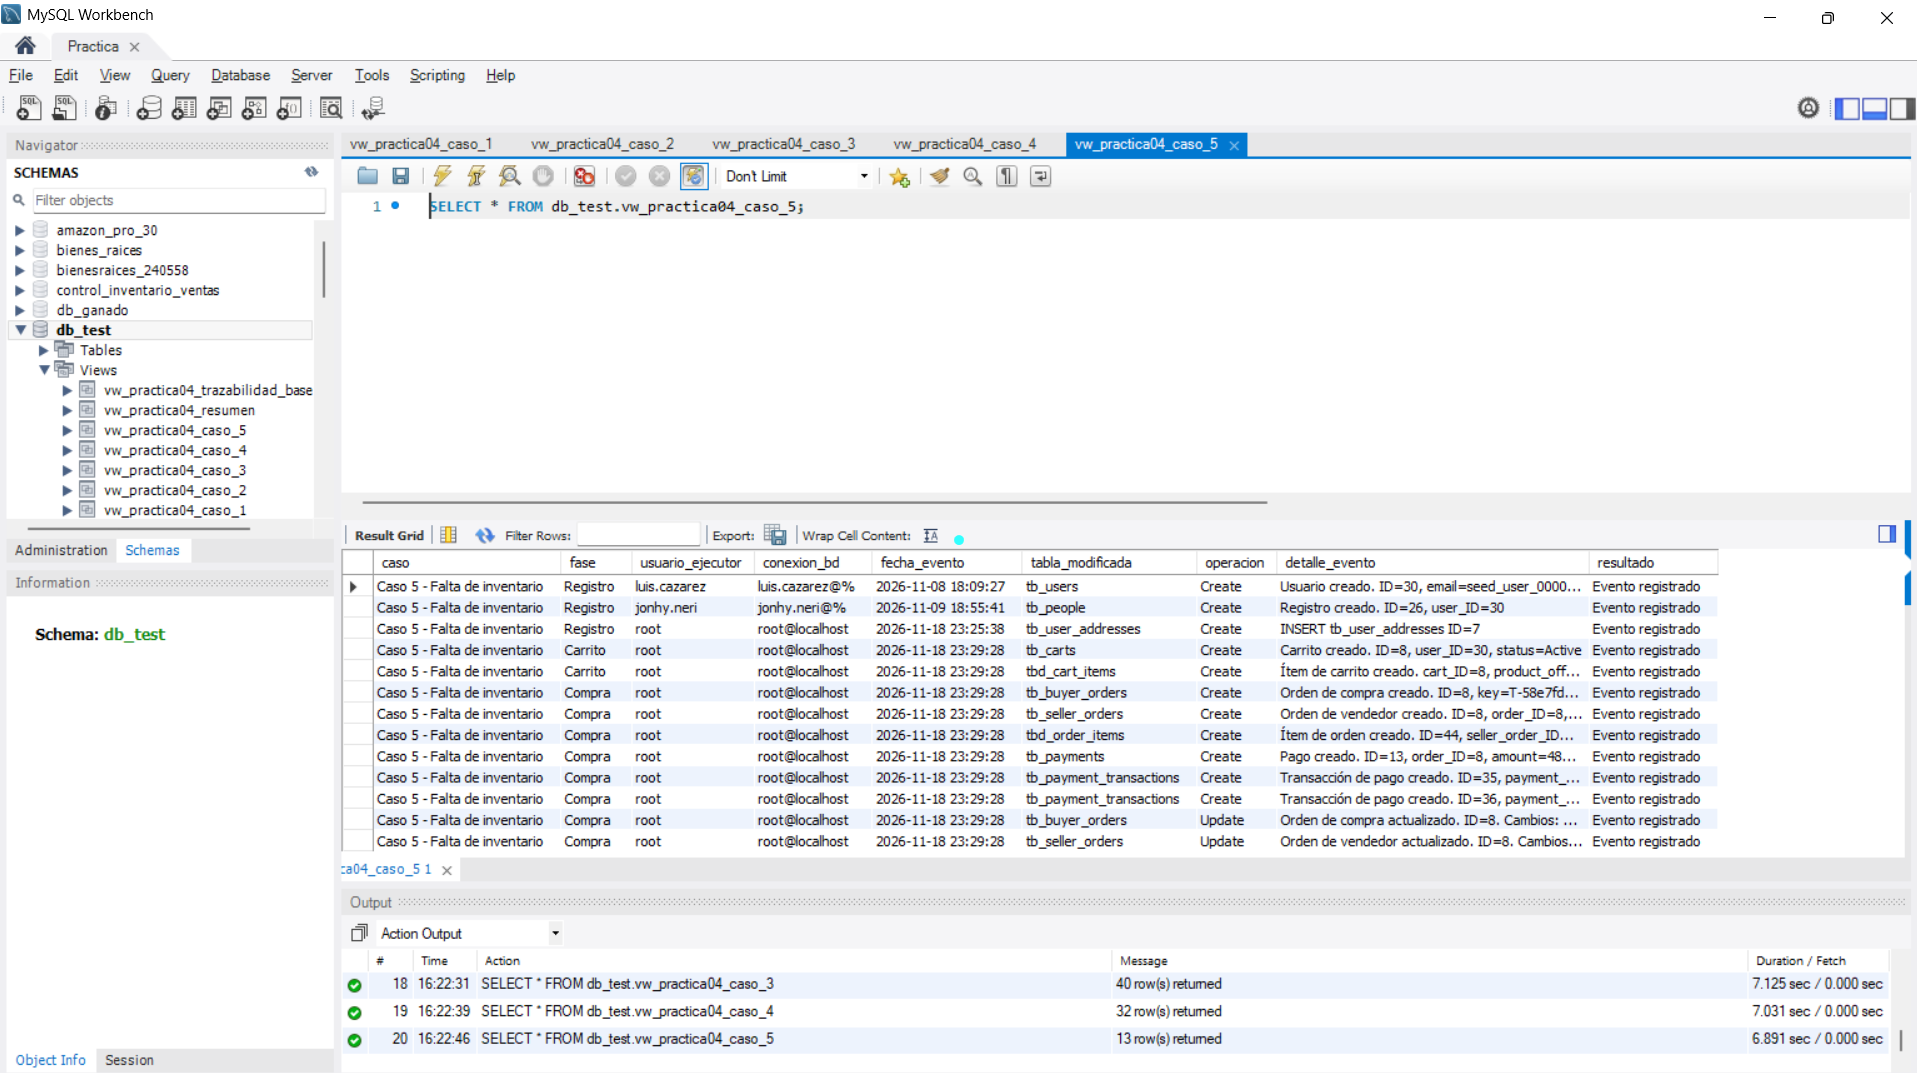 MySQL Workbench
Practica
File Edit View Query Database Server Tools Scripting Help
Navigator
SCHEMAS
Filter objects
amazon_pro_30
bienes_raices
bienesraices_240558
control_inventario_ventas
db_ganado
db_test
Tables
Views
vw_practica04_trazabilidad_base
vw_practica04_resumen
vw_practica04_caso_5
vw_practica04_caso_4
vw_practica04_caso_3
vw_practica04_caso_2
vw_practica04_caso_1
Administration Schemas
Information
Schema: db_test
Object Info Session
vw_practica04_caso_1 vw_practica04_caso_2 vw_practica04_caso_3 vw_practica04_caso_4 vw_practica04_caso_5
Don't Limit
1 SELECT * FROM db_test.vw_practica04_caso_5;
Result Grid Filter Rows: Export: Wrap Cell Content:
caso fase usuario_ejecutor conexion_bd fecha_evento tabla_modificada operacion detalle_evento resultado
Caso 5 - Falta de inventario Registro luis.cazarez luis.cazarez@% 2026-11-08 18:09:27 tb_users Create Usuario creado. ID=30, email=seed_user_0000... Evento registrado
Caso 5 - Falta de inventario Registro jonhy.neri jonhy.neri@% 2026-11-09 18:55:41 tb_people Create Registro creado. ID=26, user_ID=30 Evento registrado
Caso 5 - Falta de inventario Registro root root@localhost 2026-11-18 23:25:38 tb_user_addresses Create INSERT tb_user_addresses ID=7 Evento registrado
Caso 5 - Falta de inventario Carrito root root@localhost 2026-11-18 23:29:28 tb_carts Create Carrito creado. ID=8, user_ID=30, status=Active Evento registrado
Caso 5 - Falta de inventario Carrito root root@localhost 2026-11-18 23:29:28 tbd_cart_items Create Ítem de carrito creado. cart_ID=8, product_off... Evento registrado
Caso 5 - Falta de inventario Compra root root@localhost 2026-11-18 23:29:28 tb_buyer_orders Create Orden de compra creado. ID=8, key=T-58e7fd... Evento registrado
Caso 5 - Falta de inventario Compra root root@localhost 2026-11-18 23:29:28 tb_seller_orders Create Orden de vendedor creado. ID=8, order_ID=8,... Evento registrado
Caso 5 - Falta de inventario Compra root root@localhost 2026-11-18 23:29:28 tbd_order_items Create Ítem de orden creado. ID=44, seller_order_ID... Evento registrado
Caso 5 - Falta de inventario Compra root root@localhost 2026-11-18 23:29:28 tb_payments Create Pago creado. ID=13, order_ID=8, amount=48... Evento registrado
Caso 5 - Falta de inventario Compra root root@localhost 2026-11-18 23:29:28 tb_payment_transactions Create Transacción de pago creado. ID=35, payment_... Evento registrado
Caso 5 - Falta de inventario Compra root root@localhost 2026-11-18 23:29:28 tb_payment_transactions Create Transacción de pago creado. ID=36, payment_... Evento registrado
Caso 5 - Falta de inventario Compra root root@localhost 2026-11-18 23:29:28 tb_buyer_orders Update Orden de compra actualizado. ID=8. Cambios: ... Evento registrado
Caso 5 - Falta de inventario Compra root root@localhost 2026-11-18 23:29:28 tb_seller_orders Update Orden de vendedor actualizado. ID=8. Cambios... Evento registrado
ca04_caso_5 1
Output
Action Output
# Time Action Message Duration / Fetch
18 16:22:31 SELECT * FROM db_test.vw_practica04_caso_3 40 row(s) returned 7.125 sec / 0.000 sec
19 16:22:39 SELECT * FROM db_test.vw_practica04_caso_4 32 row(s) returned 7.031 sec / 0.000 sec
20 16:22:46 SELECT * FROM db_test.vw_practica04_caso_5 13 row(s) returned 6.891 sec / 0.000 sec